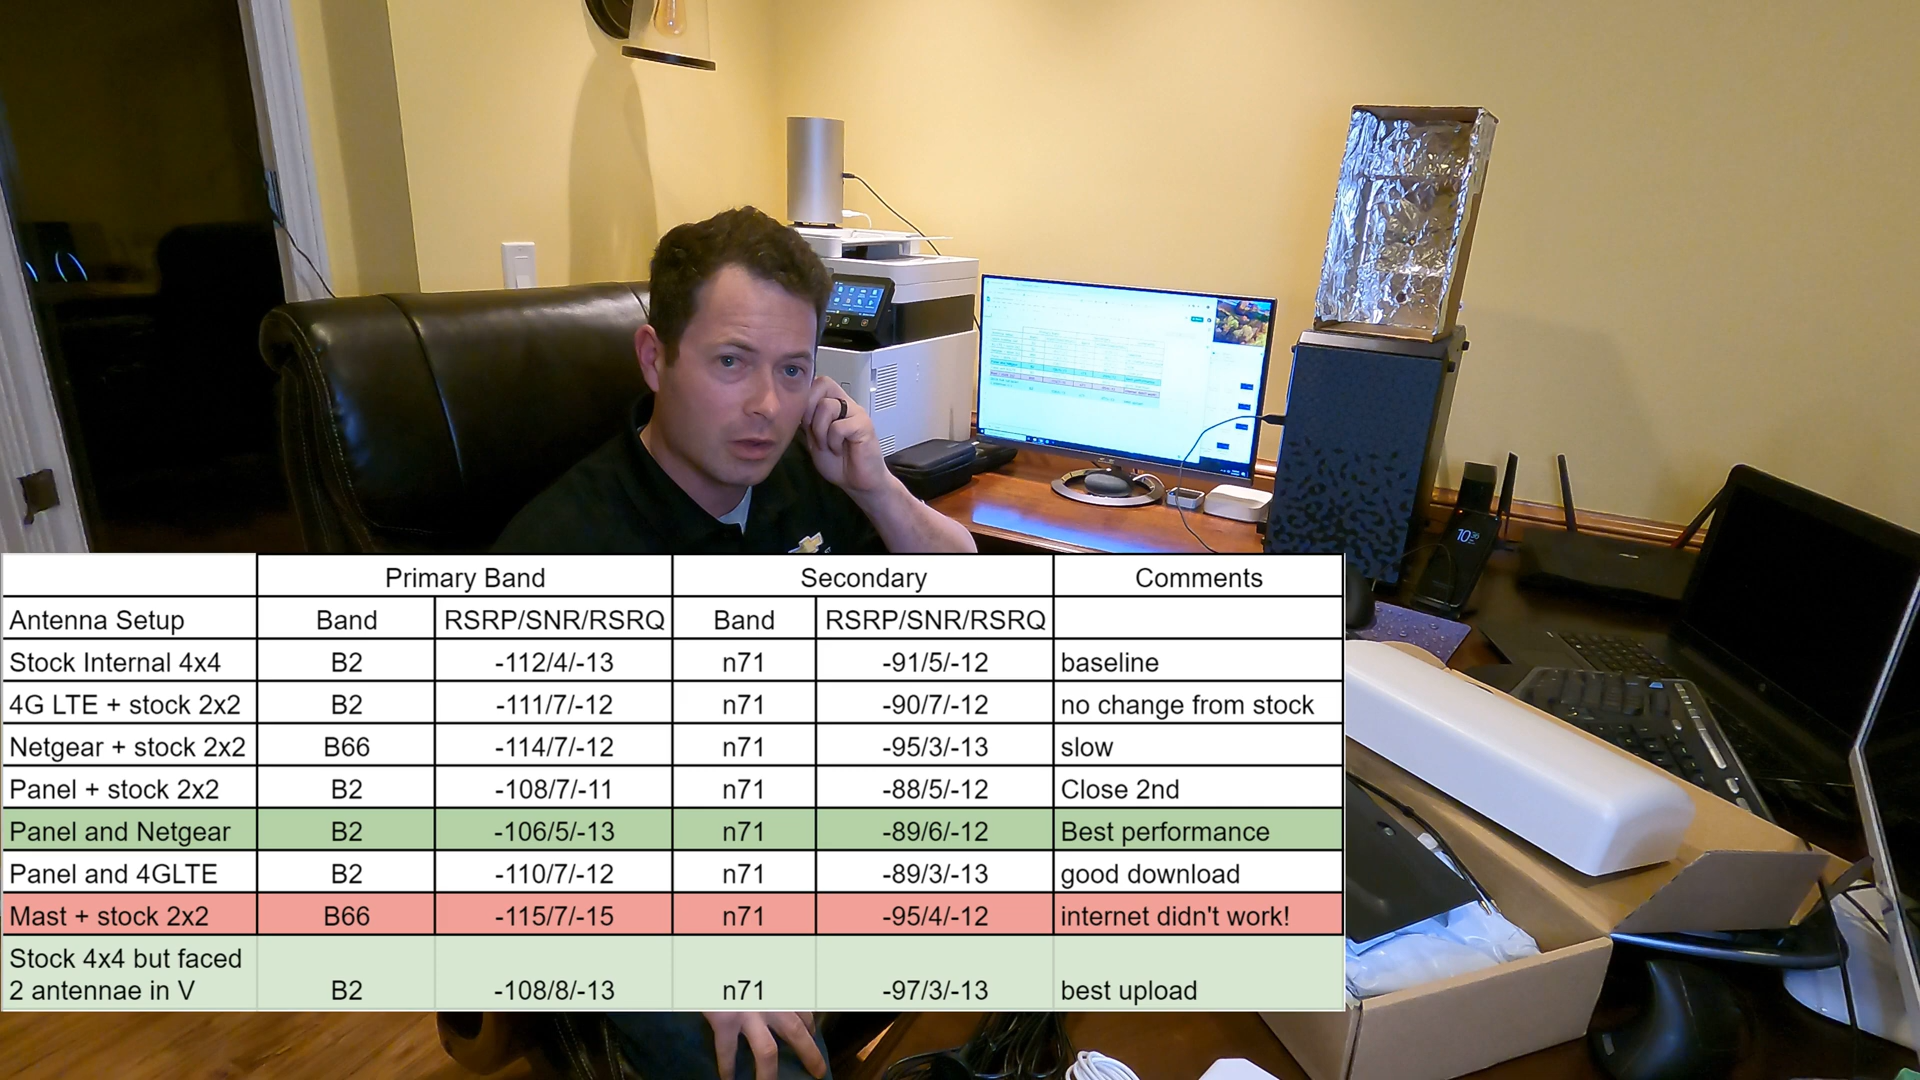 10
Primary Band Secondary Comments
Antenna Setup Band RSRP/SNR/RSRQ Band RSRP/SNR/RSRQ
Stock Internal 4x4 B2 -112/4/-13 n71 -91/5/-12 baseline
4G LTE + stock 2x2 B2 -111/7/-12 n71 -90/7/-12 no change from stock
Netgear + stock 2x2 B66 -114/7/-12 n71 -95/3/-13 slow
Panel + stock 2x2 B2 -108/7/-11 n71 -88/5/-12 Close 2nd
Panel and Netgear B2 -106/5/-13 n71 -89/6/-12 Best performance
Panel and 4GLTE B2 -110/7/-12 n71 -89/3/-13 good download
Mast + stock 2x2 B66 -115/7/-15 n71 -95/4/-12 internet didn't work!
Stock 4x4 but faced
2 antennae in V B2 -108/8/-13 n71 -97/3/-13 best upload